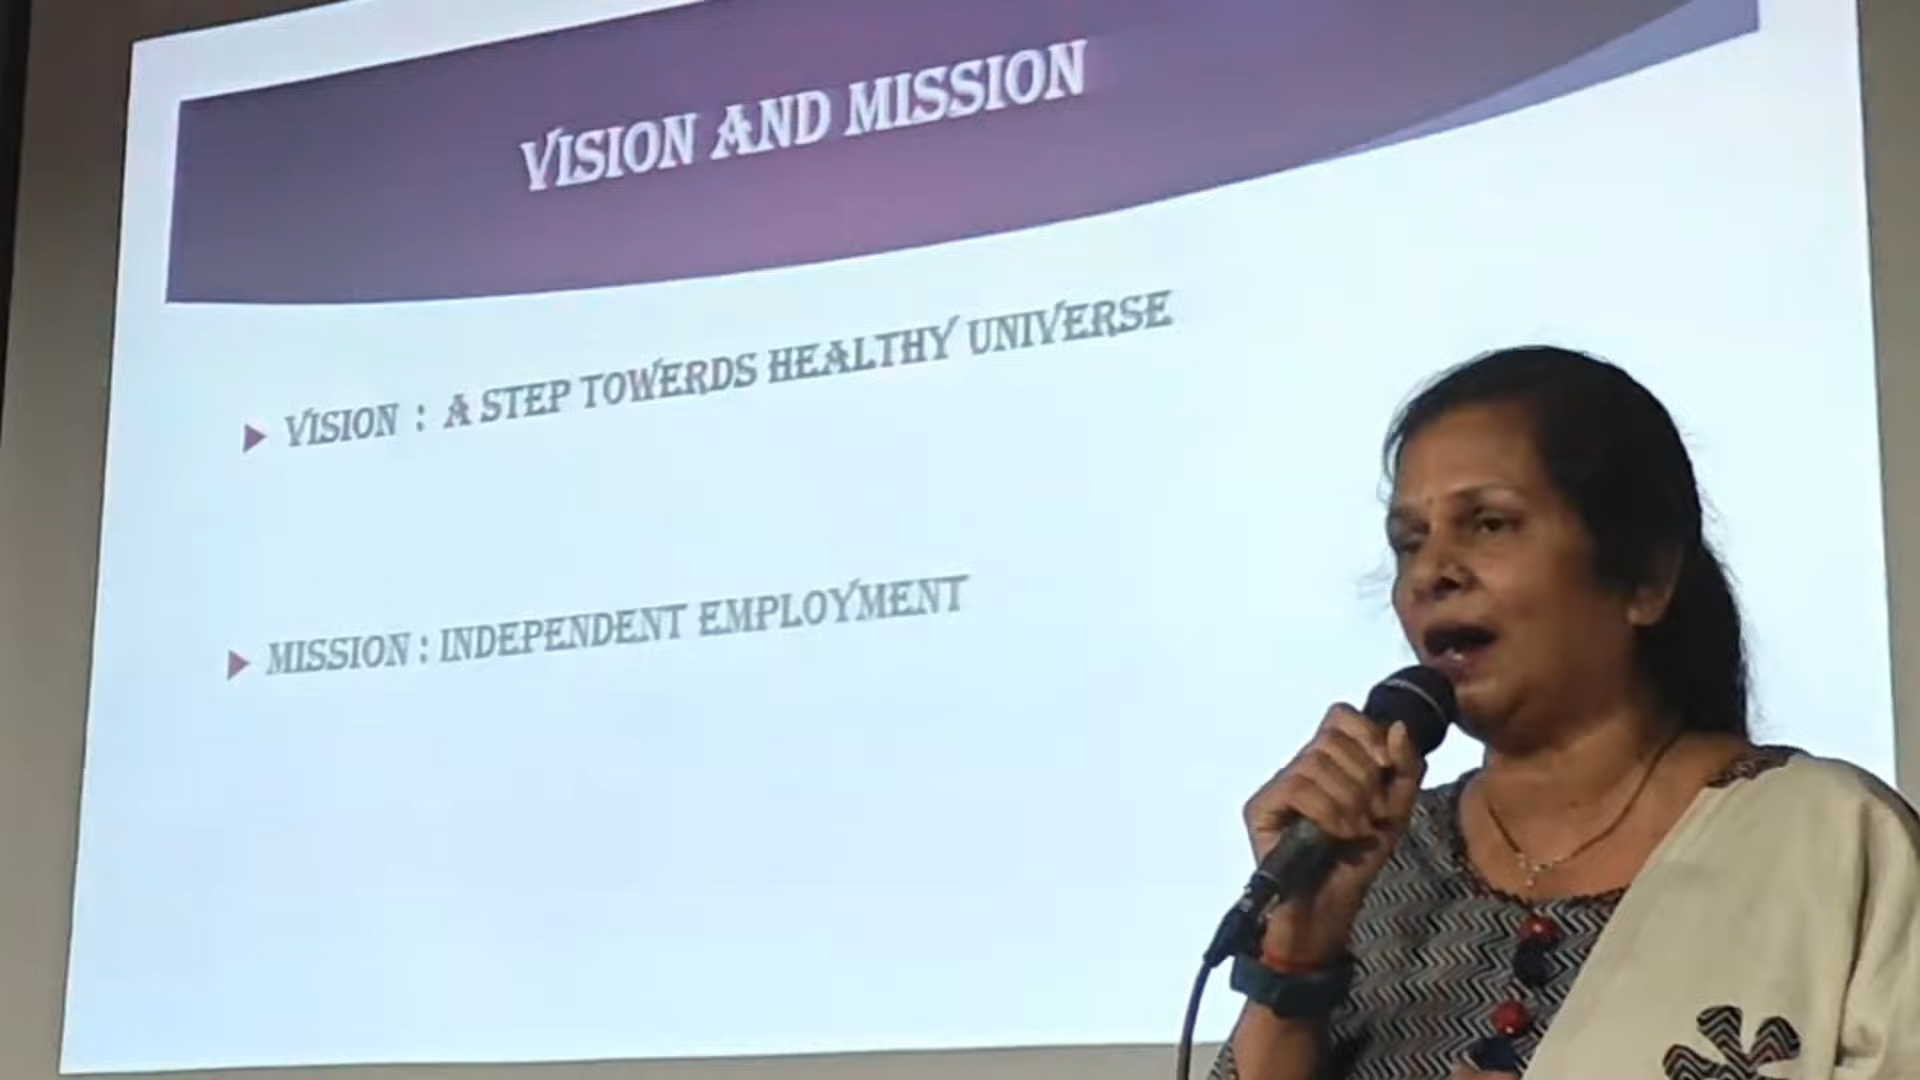 VISION AND MISSION
VISION : A STEP TOWERDS HEALTHY UNIVERSE
MISSION : INDEPENDENT EMPLOYMENT